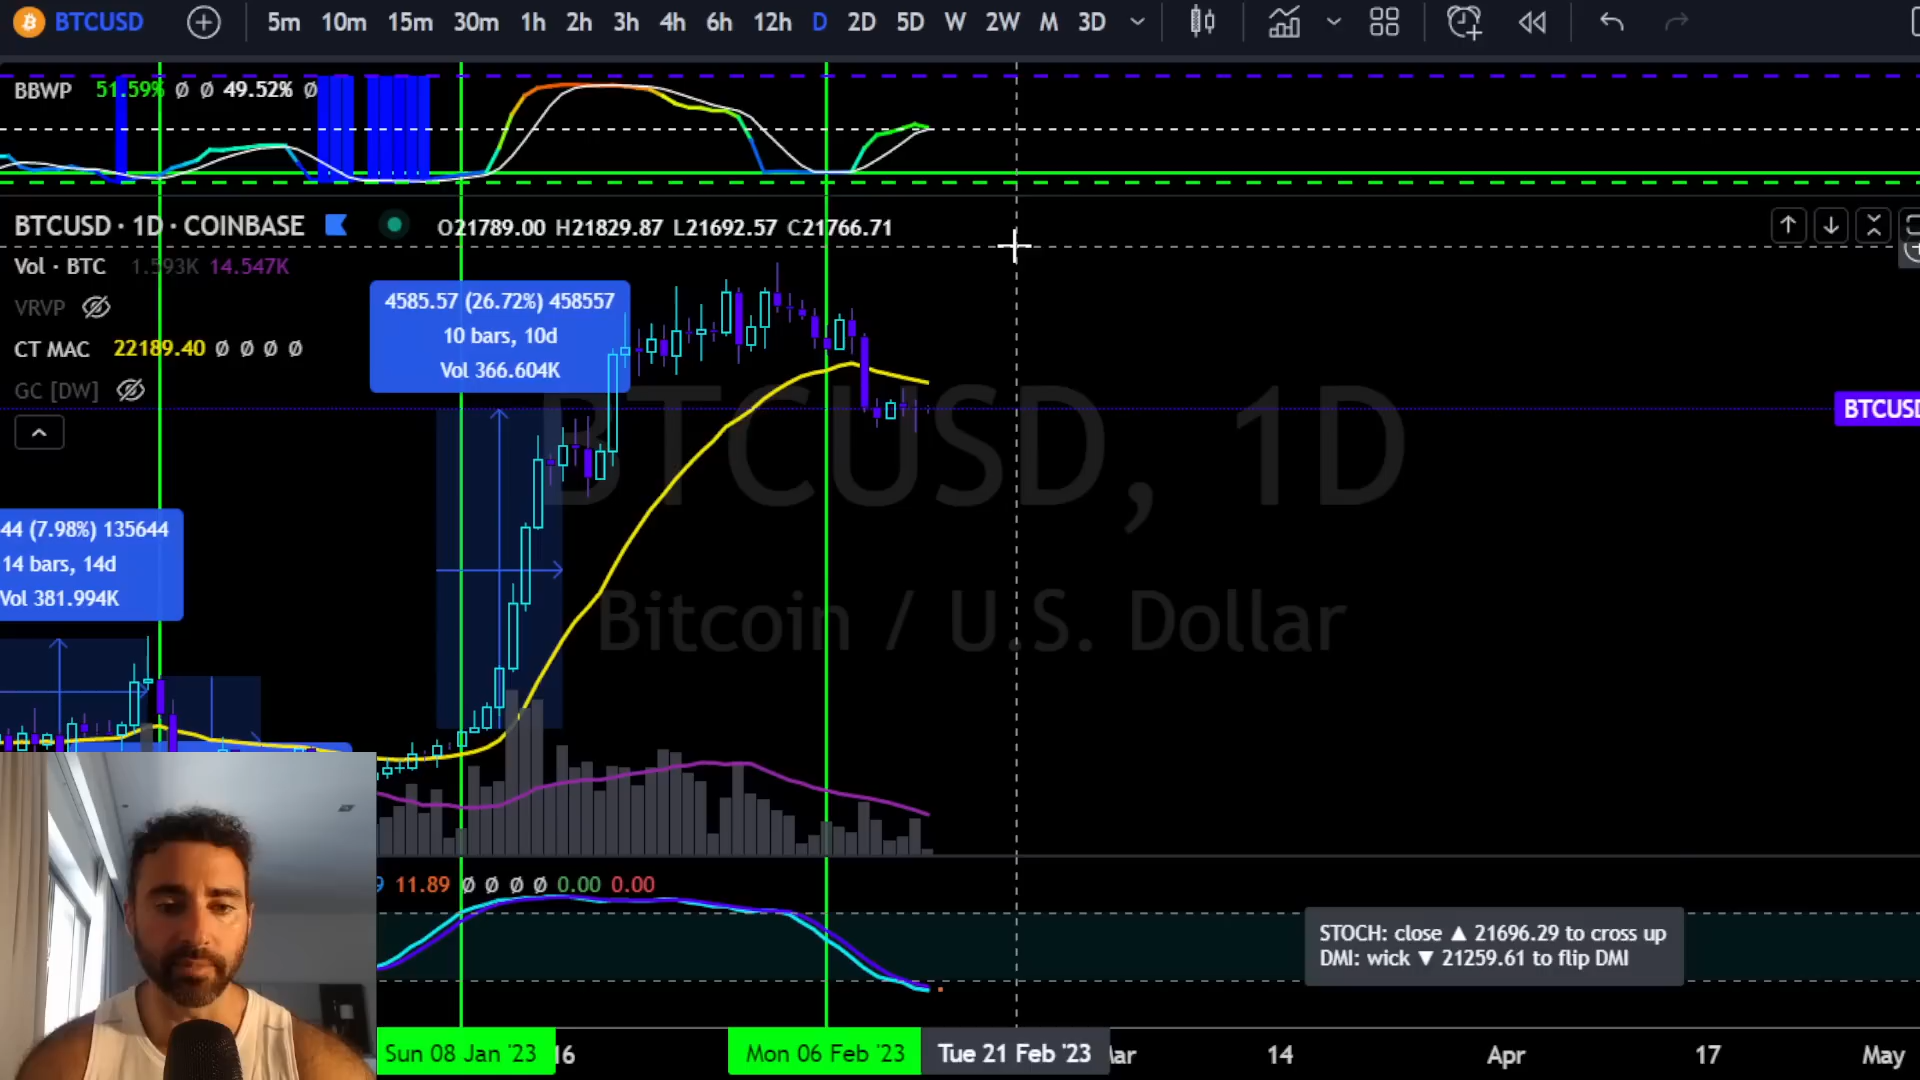 BTCUSD 5m 10m 15m 30m 1h 2h 3h 4h 6h 12h D 2D 5D W 2W M 3D
BBWP 51.59% Ø Ø 49.52% Ø
BTCUSD · 1D · COINBASE O21789.00 H21829.87 L21692.57 C21766.71
Vol · BTC 1.593K 14.547K
VRVP
CT MAC 22189.40 Ø Ø Ø Ø
GC [DW]
4585.57 (26.72%) 458557
10 bars, 10d
Vol 366.604K
BTCUSD
BTCUSD, 1D
Bitcoin / U.S. Dollar
44 (7.98%) 135644
14 bars, 14d
Vol 381.994K
9 11.89 Ø Ø Ø Ø 0.00 0.00
STOCH: close ▲ 21696.29 to cross up
DMI: wick ▼ 21259.61 to flip DMI
Sun 08 Jan '23 16 Mon 06 Feb '23 Tue 21 Feb '23 Mar 14 Apr 17 May